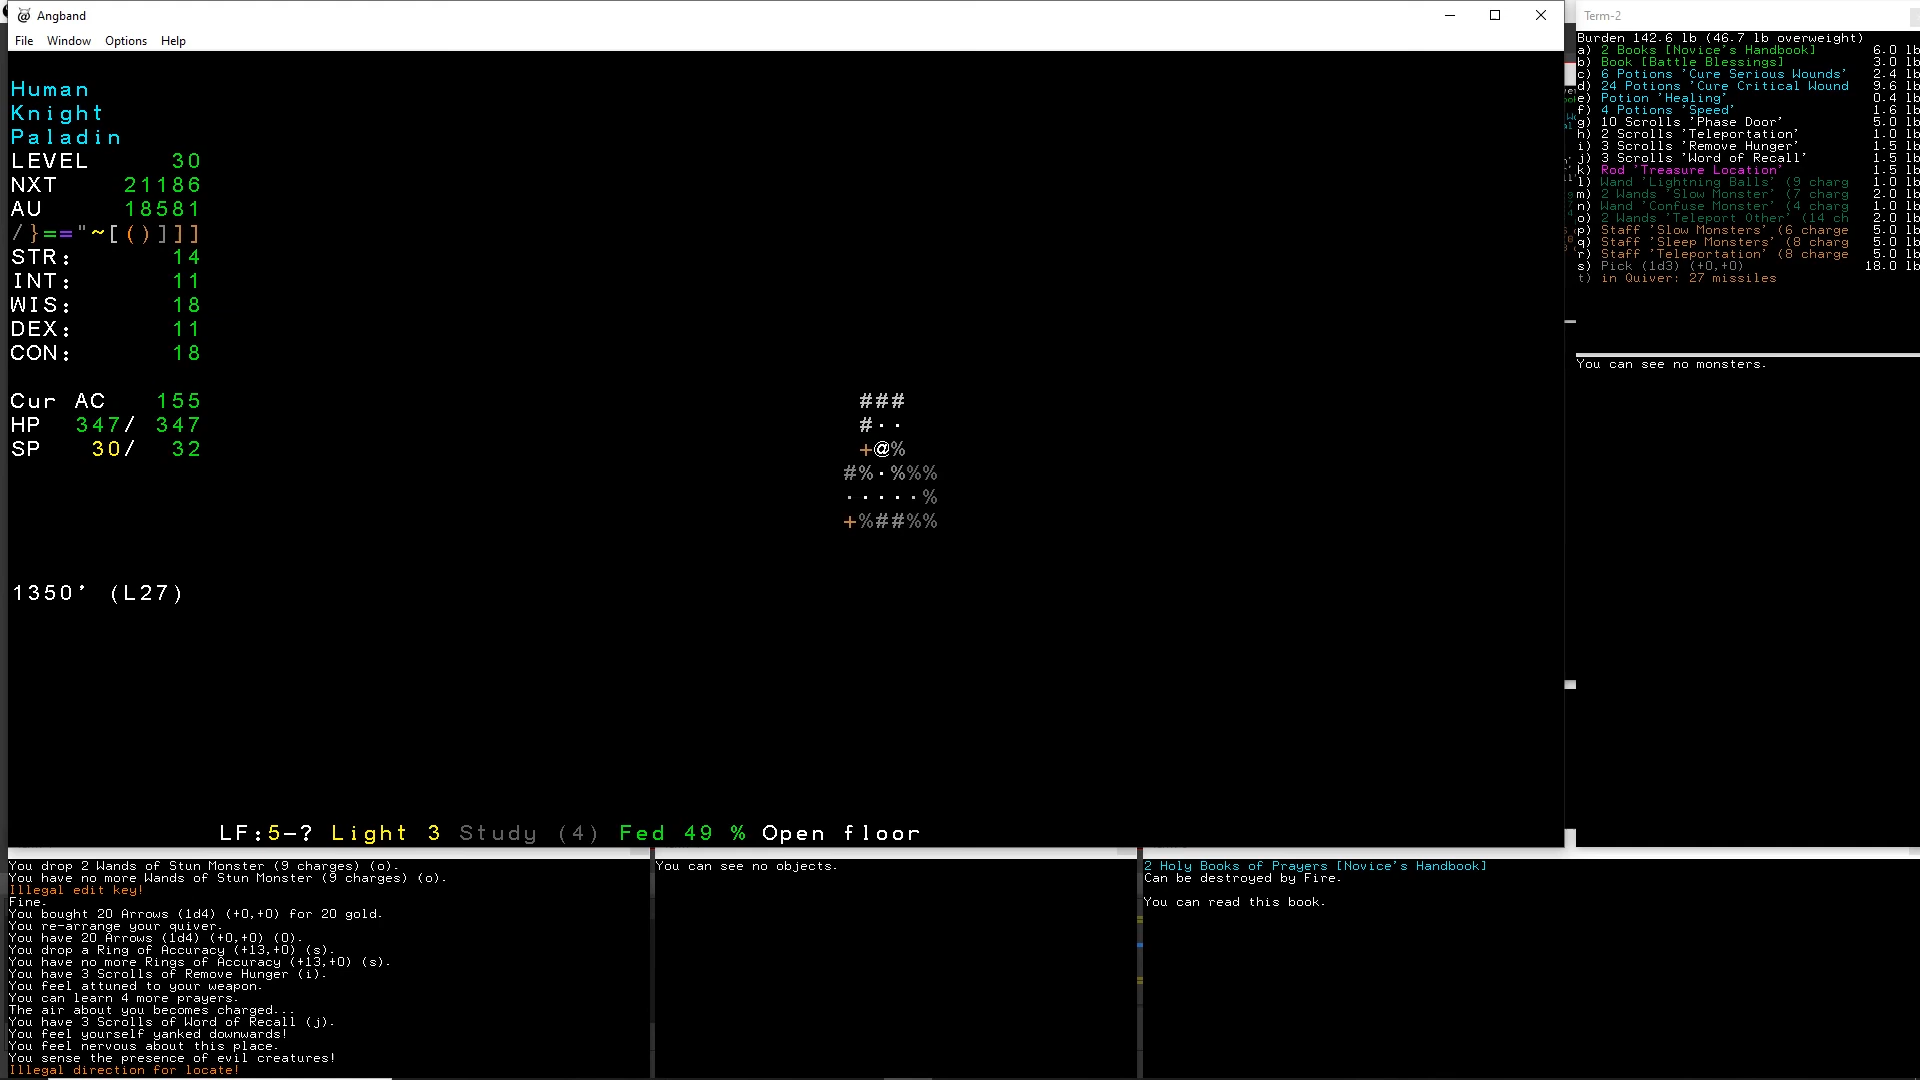 Angband
File Window Options Help
Human
Knight
Paladin
LEVEL 30
NXT 21186
AU 18581
/}=="~[()]]]
STR: 14
INT: 11
WIS: 18
DEX: 11
CON: 18
Cur AC 155
HP 347/ 347
SP 30/ 32
###
#..
+@%
#%.%%%
.....%
+%##%%
1350' (L27)
LF:5-? Light 3 Study (4) Fed 49 % Open floor
Term-2
Burden 142.6 lb (46.7 lb overweight)
a) 2 Books [Novice's Handbook] 6.0 lb
b) Book [Battle Blessings] 3.0 lb
c) 6 Potions 'Cure Serious Wounds' 2.4 lb
d) 24 Potions 'Cure Critical Wound 9.6 lb
e) Potion 'Healing' 0.4 lb
f) 4 Potions 'Speed' 1.6 lb
g) 10 Scrolls 'Phase Door' 5.0 lb
h) 2 Scrolls 'Teleportation' 1.0 lb
i) 3 Scrolls 'Remove Hunger' 1.5 lb
j) 3 Scrolls 'Word of Recall' 1.5 lb
k) Rod 'Treasure Location' 1.5 lb
l) Wand 'Lightning Balls' (9 charg 1.0 lb
m) 2 Wands 'Slow Monster' (7 charg 2.0 lb
n) Wand 'Confuse Monster' (4 charg 1.0 lb
o) 2 Wands 'Teleport Other' (14 ch 2.0 lb
p) Staff 'Slow Monsters' (6 charge 5.0 lb
q) Staff 'Sleep Monsters' (8 charg 5.0 lb
r) Staff 'Teleportation' (8 charge 5.0 lb
s) Pick (1d3) (+0,+0) 18.0 lb
t) in Quiver: 27 missiles
You can see no monsters.
You drop 2 Wands of Stun Monster (9 charges) (o).
You have no more Wands of Stun Monster (9 charges) (o).
Illegal edit key!
Fine.
You bought 20 Arrows (1d4) (+0,+0) for 20 gold.
You re-arrange your quiver.
You have 20 Arrows (1d4) (+0,+0) (0).
You drop a Ring of Accuracy (+13,+0) (s).
You have no more Rings of Accuracy (+13,+0) (s).
You have 3 Scrolls of Remove Hunger (i).
You feel attuned to your weapon.
You can learn 4 more prayers.
The air about you becomes charged...
You have 3 Scrolls of Word of Recall (j).
You feel yourself yanked downwards!
You feel nervous about this place.
You sense the presence of evil creatures!
Illegal direction for locate!
You can see no objects.
2 Holy Books of Prayers [Novice's Handbook]
Can be destroyed by Fire.
You can read this book.